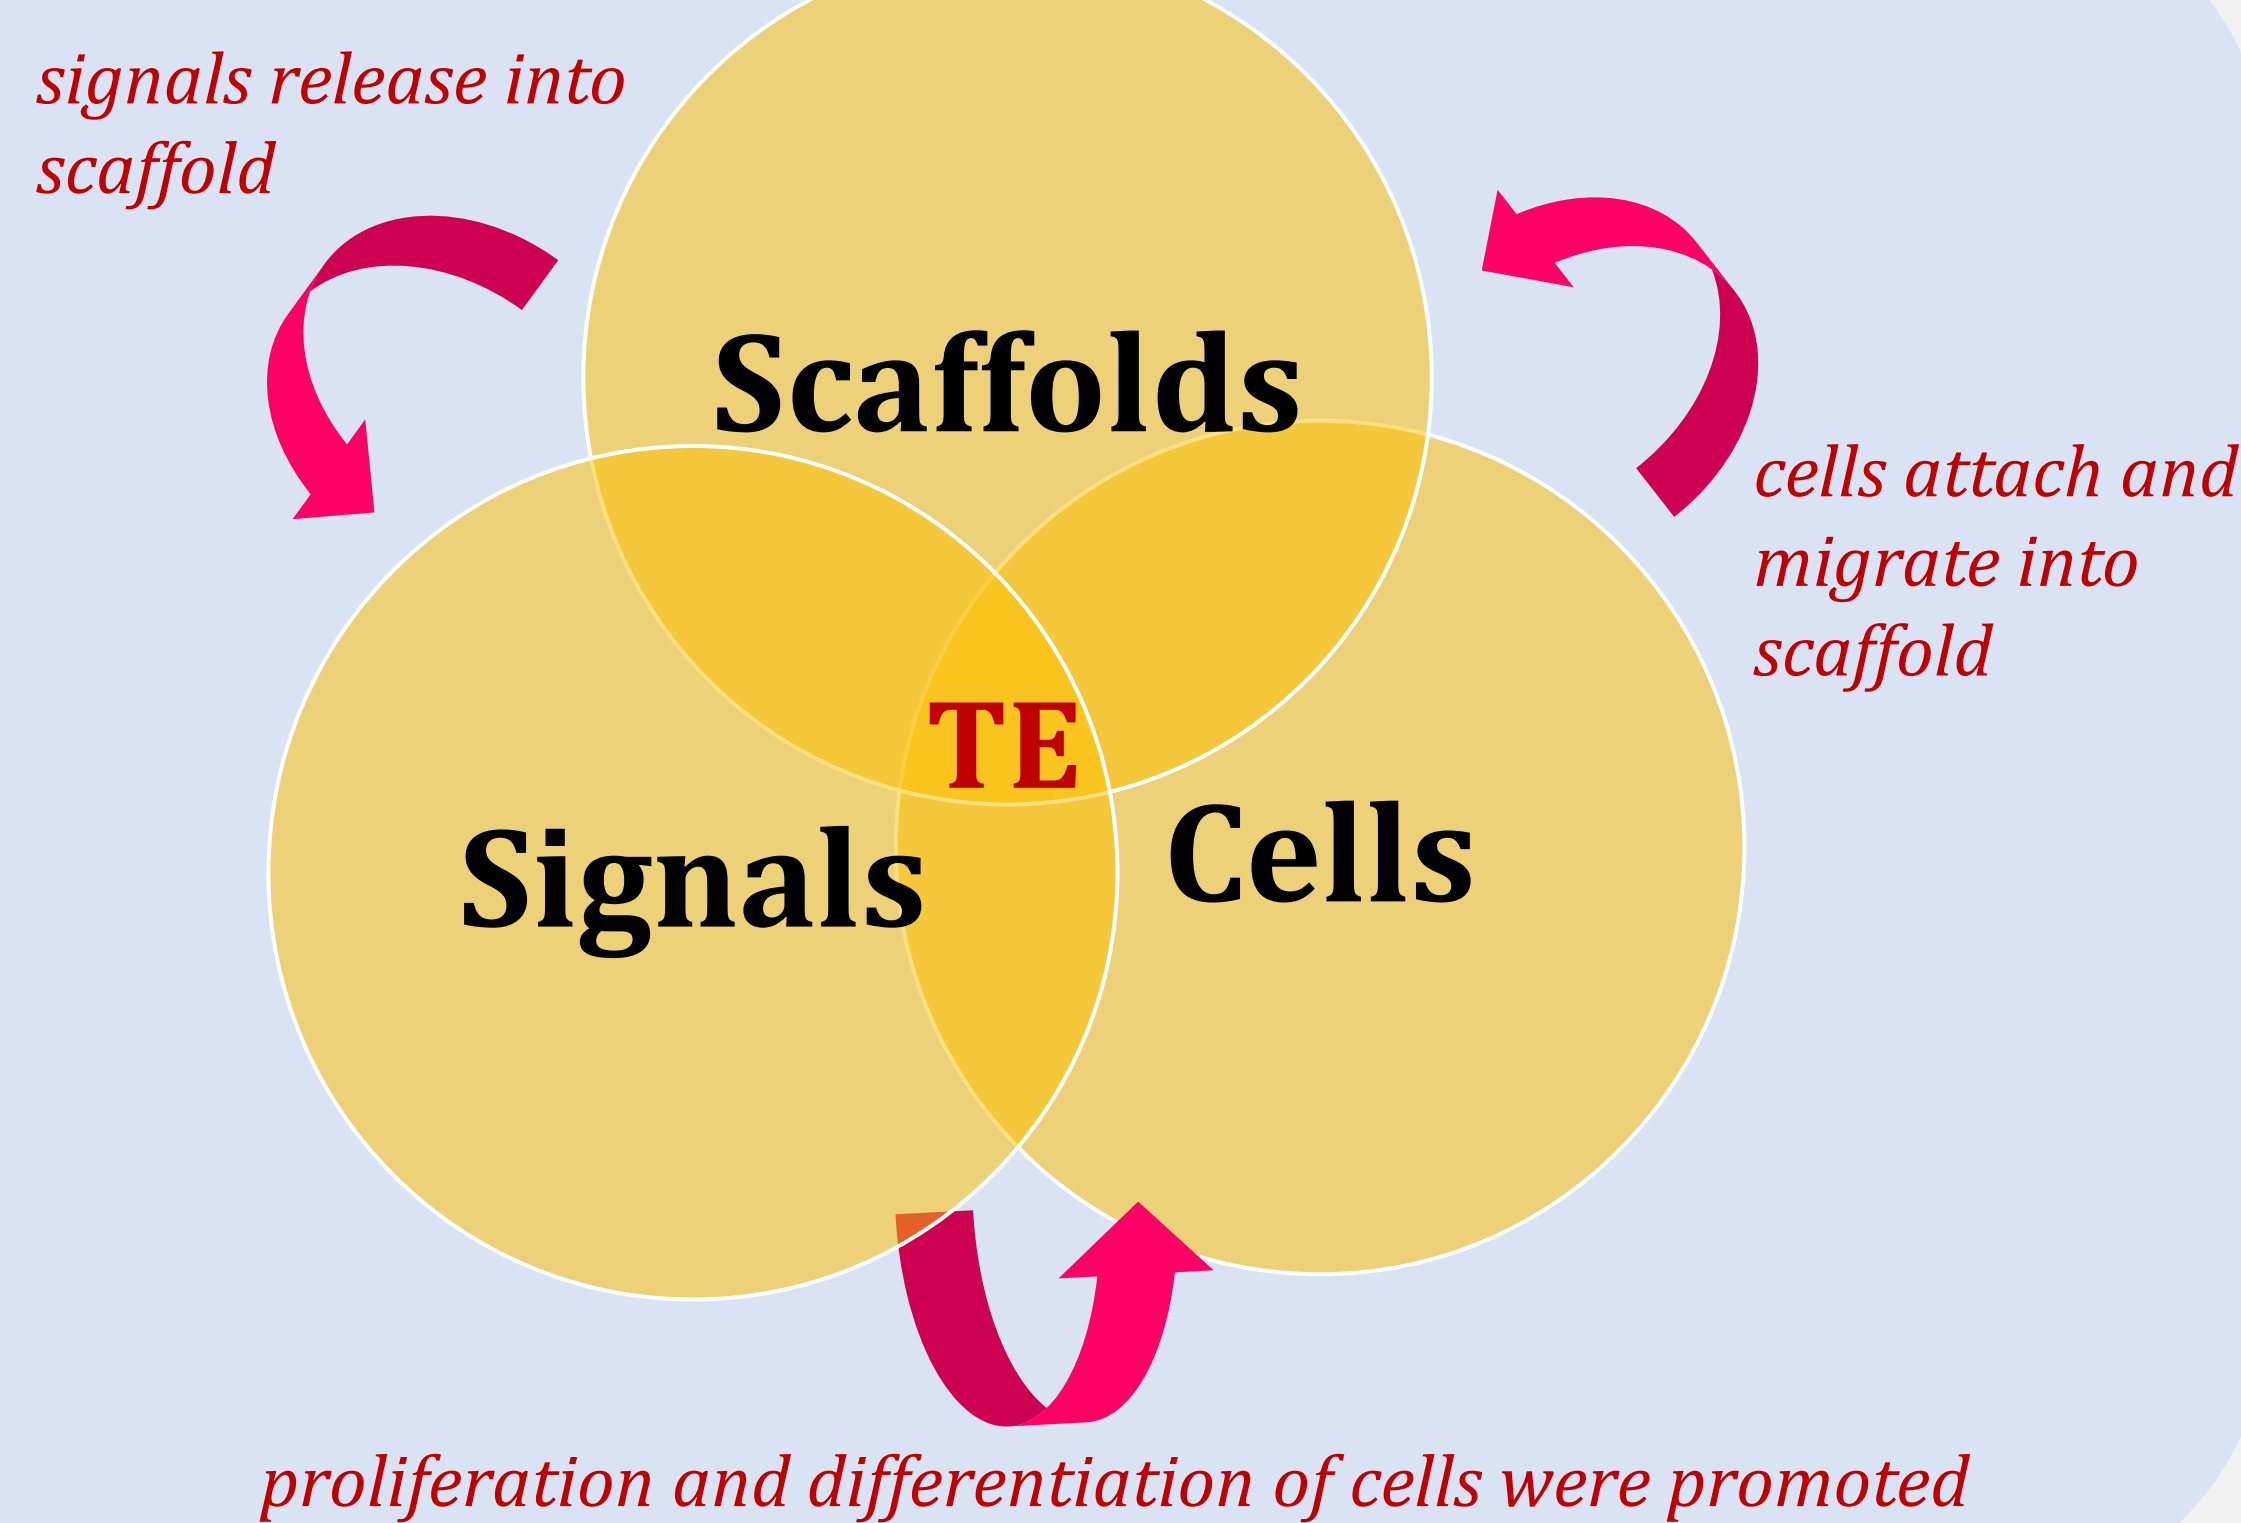 signals release into
scaffold
Scaffolds
cells attach and
migrate into
scaffold
TE
Signals
Cells
proliferation and differentiation of cells were promoted